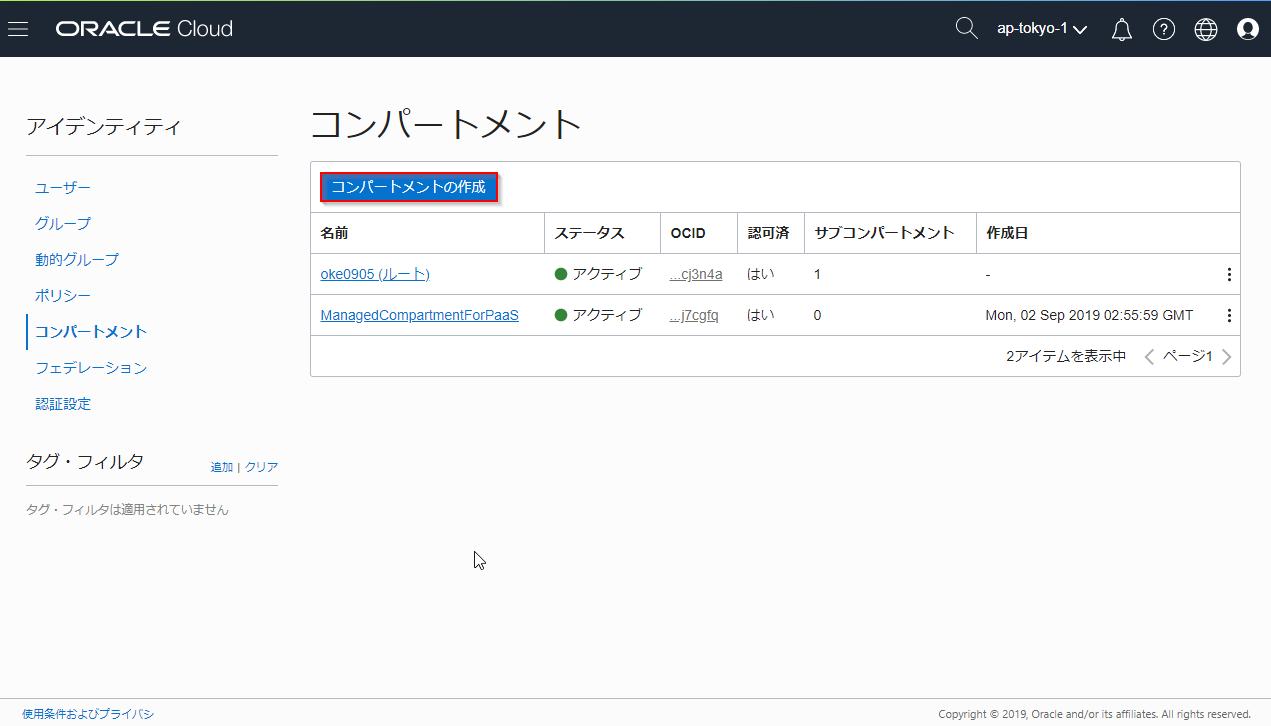 ORACLE Cloud
ap-tokyo-1
アイデンティティ
ユーザー
グループ
動的グループ
ポリシー
コンパートメント
フェデレーション
認証設定
タグ・フィルタ 追加 | クリア
タグ・フィルタは適用されていません
コンパートメント
コンパートメントの作成
名前 ステータス OCID 認可済 サブコンパートメント 作成日
oke0905 (ルート) アクティブ ...cj3n4a はい 1 -
ManagedCompartmentForPaaS アクティブ ...j7cgfq はい 0 Mon, 02 Sep 2019 02:55:59 GMT
2アイテムを表示中 ページ1
使用条件およびプライバシ Copyright © 2019, Oracle and/or its affiliates. All rights reserved.